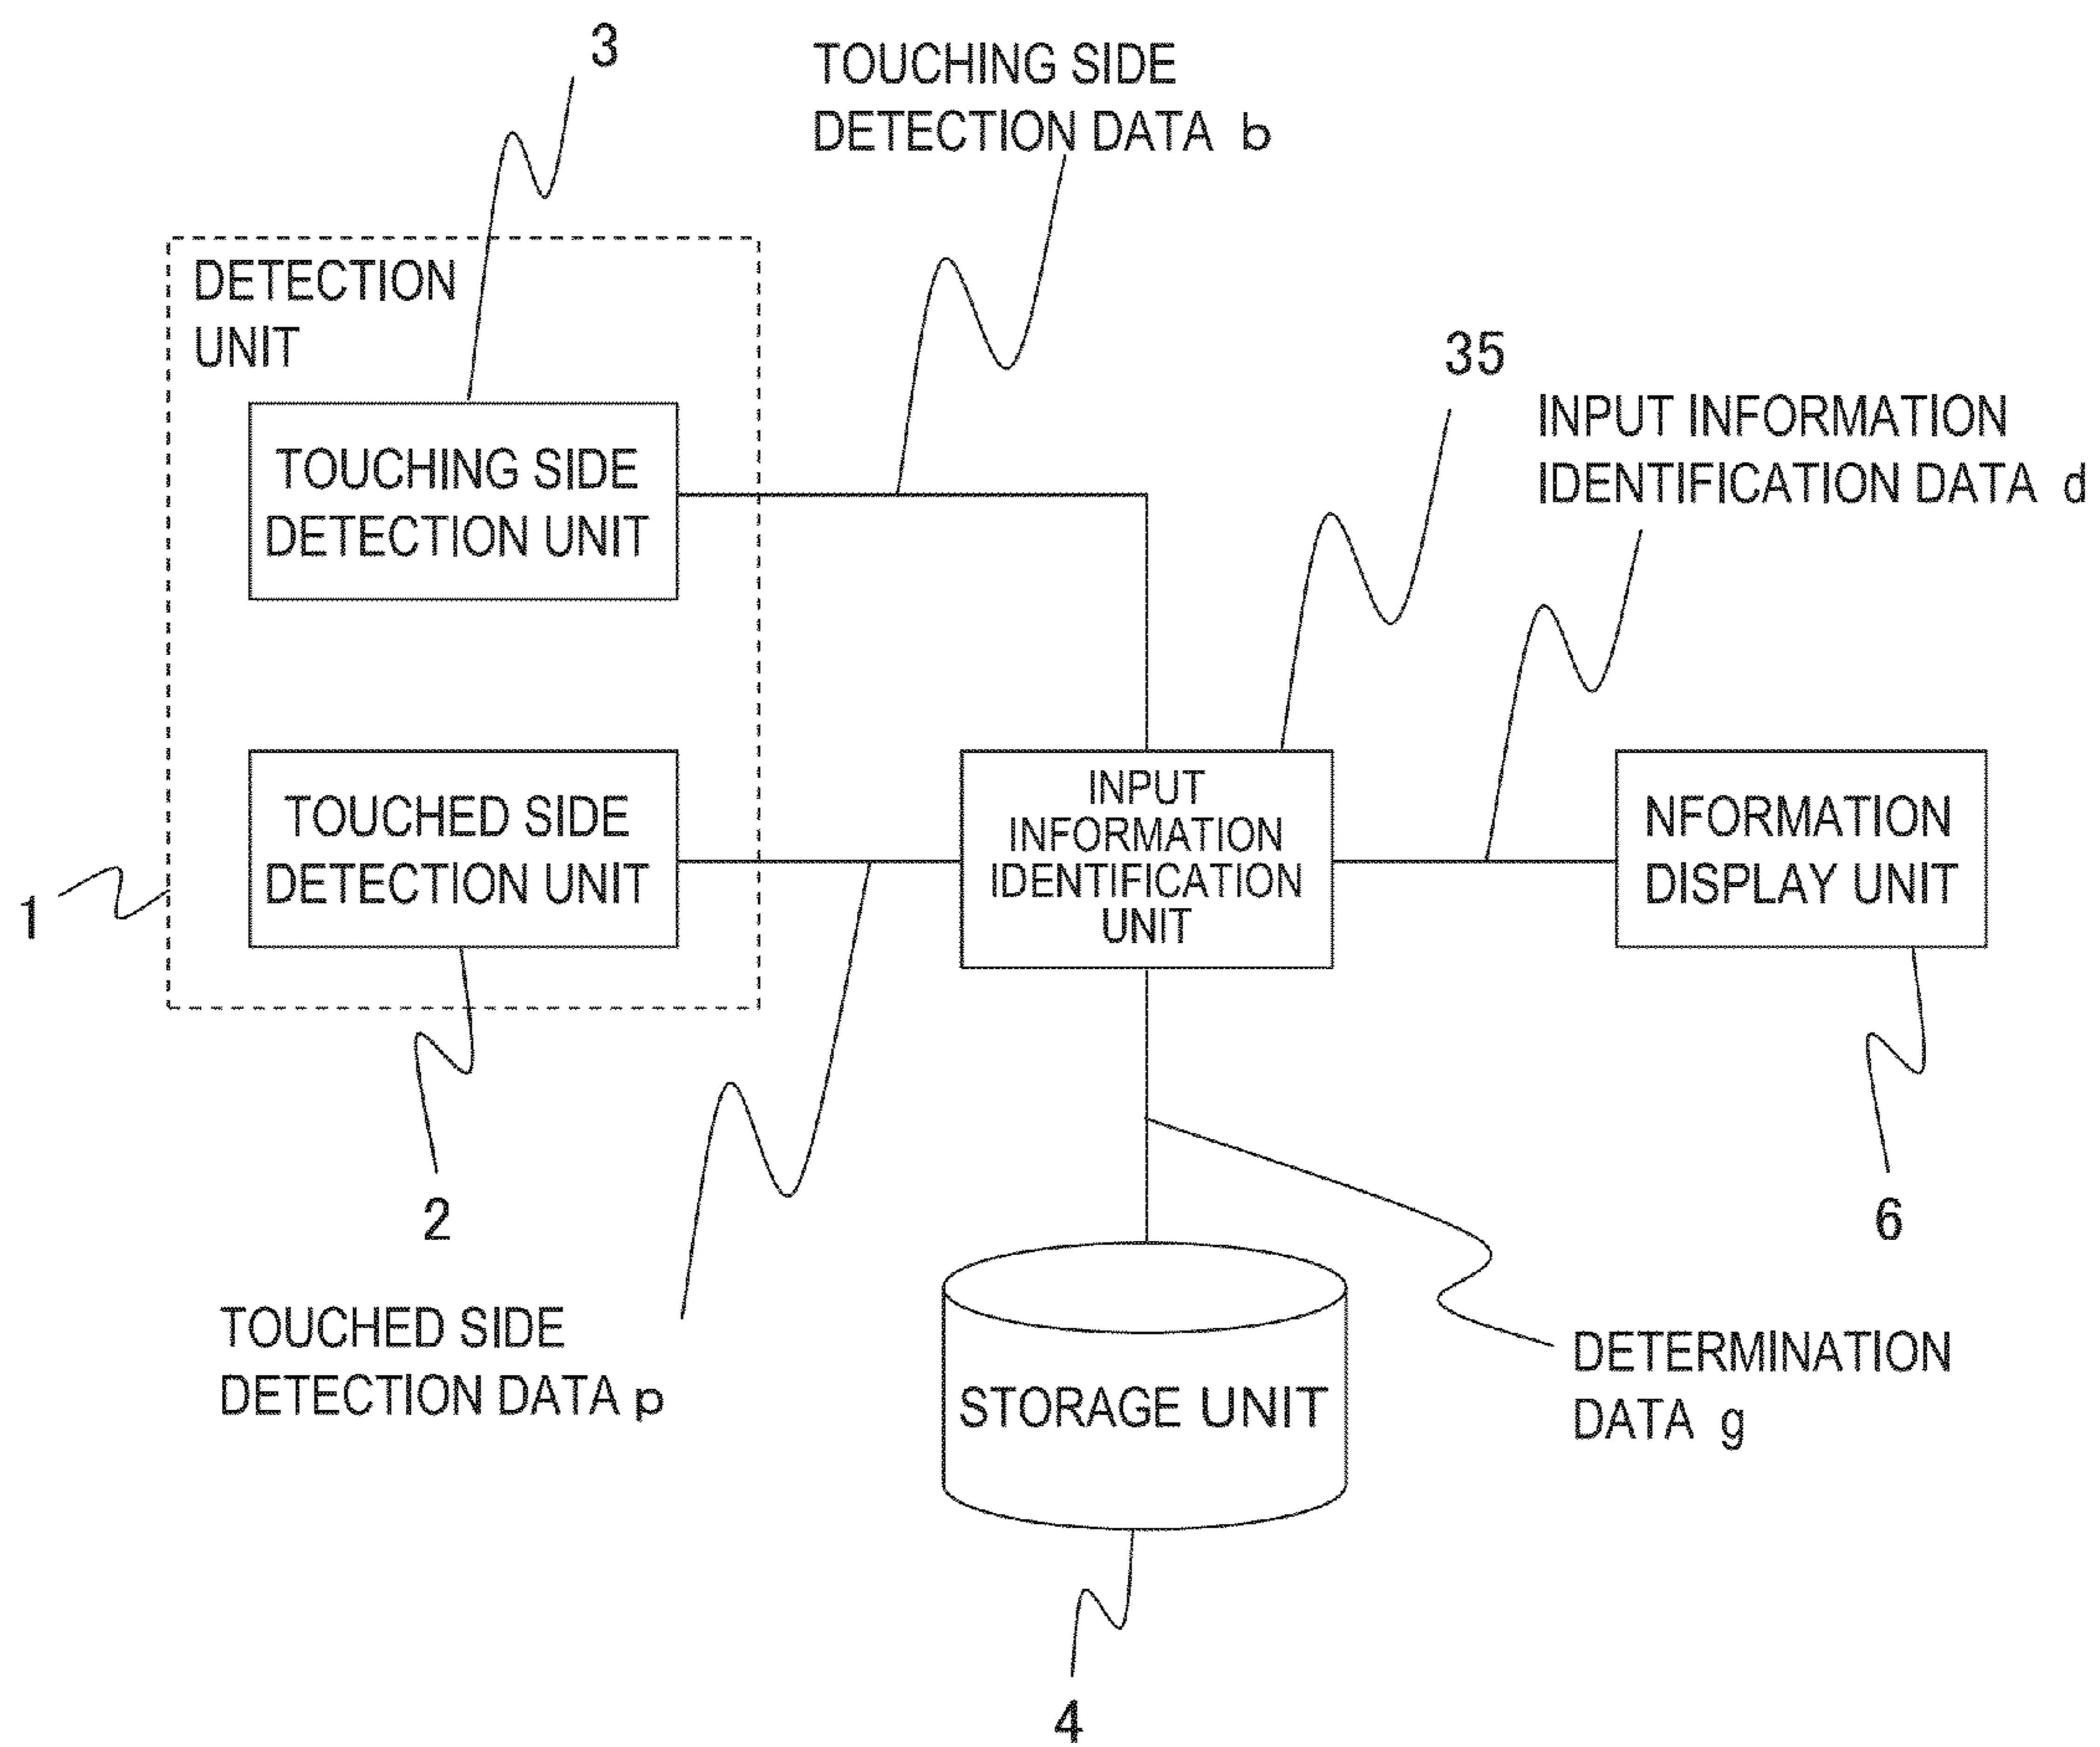 3
TOUCHING SIDE
DETECTION DATA b
DETECTION
UNIT
35
INPUT INFORMATION
IDENTIFICATION DATA d
TOUCHING SIDE
DETECTION UNIT
TOUCHED SIDE
DETECTION UNIT
INPUT
INFORMATION
IDENTIFICATION
UNIT
NFORMATION
DISPLAY UNIT
1
2
6
TOUCHED SIDE
DETECTION DATA p
STORAGE UNIT
DETERMINATION
DATA g
4